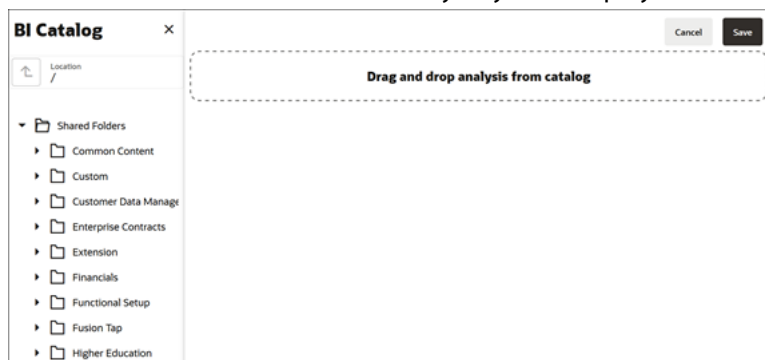 BI Catalog ×
Cancel Save
Location
/
Drag and drop analysis from catalog
Shared Folders
Common Content
Custom
Customer Data Manage
Enterprise Contracts
Extension
Financials
Functional Setup
Fusion Tap
Higher Education